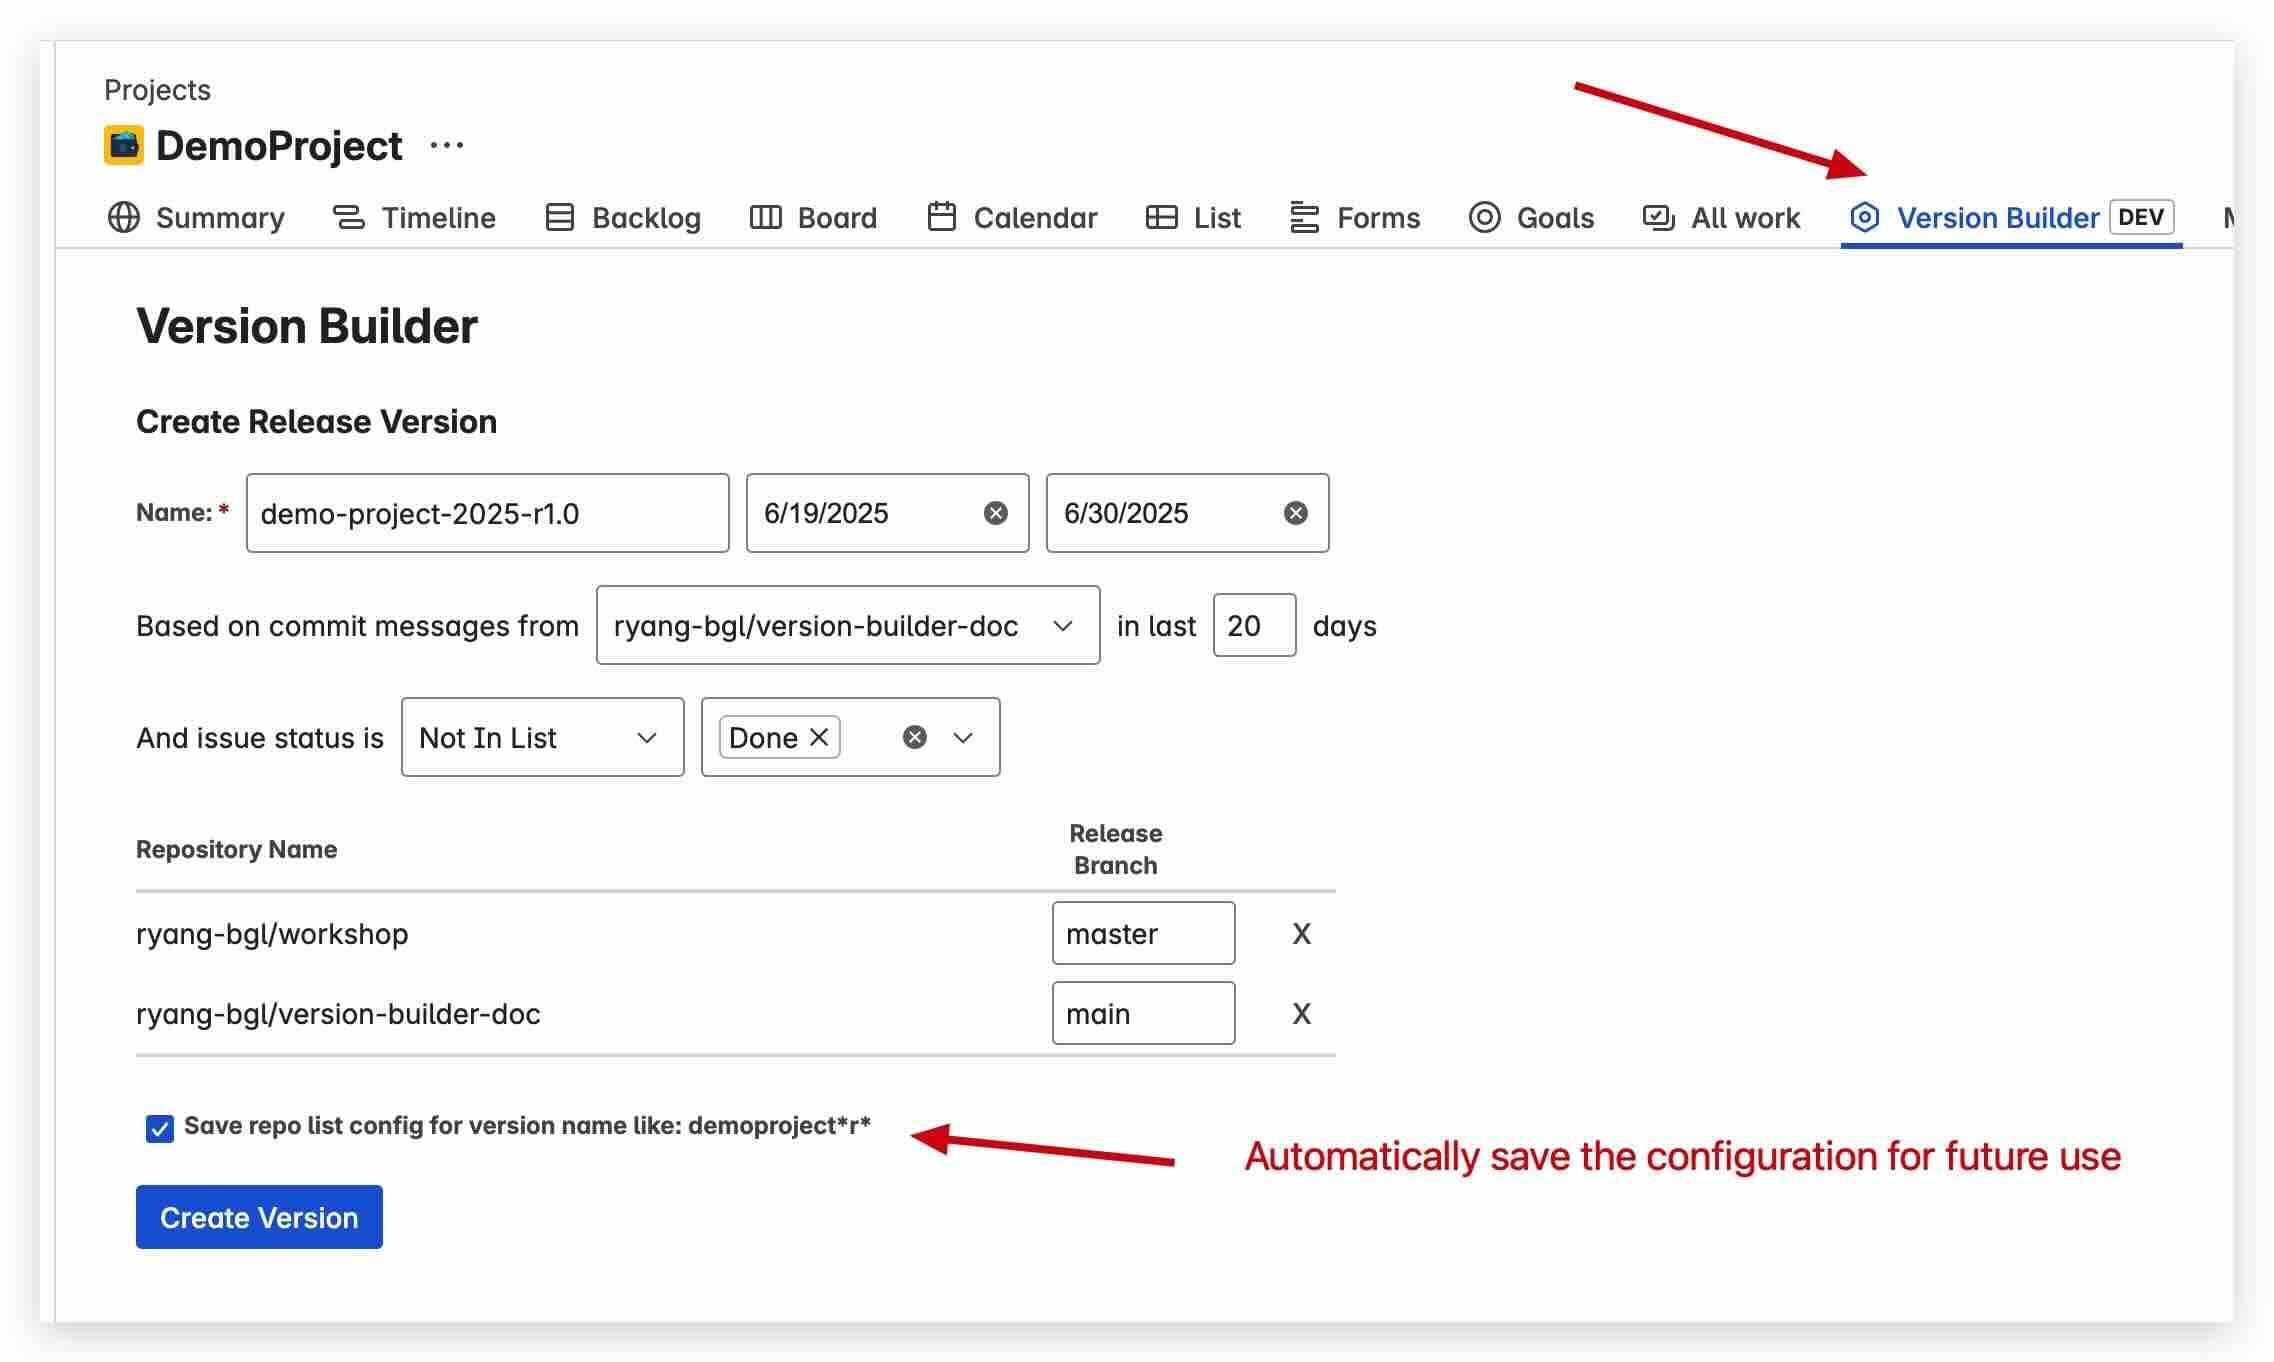 Projects
DemoProject ...
Summary Timeline Backlog Board Calendar List Forms Goals All work Version Builder DEV
Version Builder
Create Release Version
Name: * demo-project-2025-r1.0 6/19/2025 6/30/2025
Based on commit messages from ryang-bgl/version-builder-doc in last 20 days
And issue status is Not In List Done
Repository Name Release Branch
ryang-bgl/workshop master X
ryang-bgl/version-builder-doc main X
Save repo list config for version name like: demoproject*r*
Automatically save the configuration for future use
Create Version